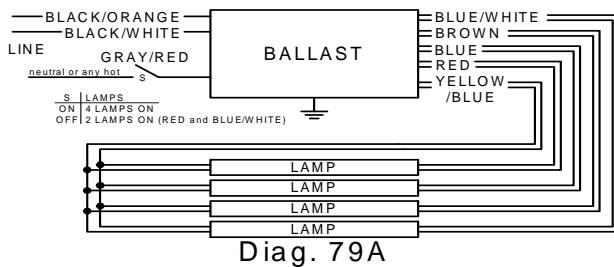 BLACK/ORANGE
BLACK/WHITE
LINE
GRAY/RED
neutral or any hot
S
BALLAST
BLUE/WHITE
BROWN
BLUE
RED
YELLOW
/BLUE
S LAMPS
ON 4 LAMPS ON
OFF 2 LAMPS ON (RED and BLUE/WHITE)
LAMP
LAMP
LAMP
LAMP
Diag. 79A